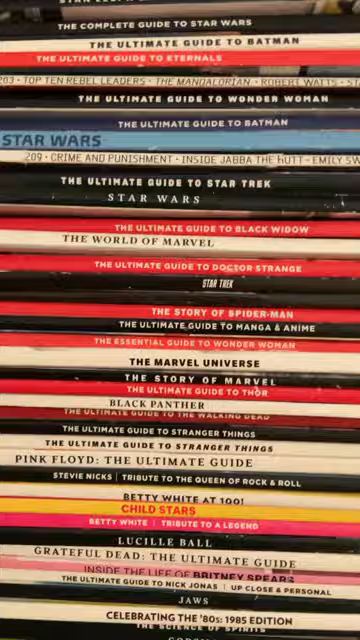 THE COMPLETE GUIDE TO STAR WARS
THE ULTIMATE GUIDE TO BATMAN
THE ULTIMATE GUIDE TO ETERNALS
203 • TOP TEN REBEL LEADERS • THE MANDALORIAN • ROBERT WATTS • ST
THE ULTIMATE GUIDE TO WONDER WOMAN
THE ULTIMATE GUIDE TO BATMAN
STAR WARS
209 • CRIME AND PUNISHMENT • INSIDE JABBA THE HUTT • EMILY SW
THE ULTIMATE GUIDE TO STAR TREK
STAR WARS
THE ULTIMATE GUIDE TO BLACK WIDOW
THE WORLD OF MARVEL
THE ULTIMATE GUIDE TO DOCTOR STRANGE
STAR TREK
THE STORY OF SPIDER-MAN
THE ULTIMATE GUIDE TO MANGA & ANIME
THE ESSENTIAL GUIDE TO WONDER WOMAN
THE MARVEL UNIVERSE
THE STORY OF MARVEL
THE ULTIMATE GUIDE TO THOR
BLACK PANTHER
THE ULTIMATE GUIDE TO THE WALKING DEAD
THE ULTIMATE GUIDE TO STRANGER THINGS
THE ULTIMATE GUIDE TO STRANGER THINGS
PINK FLOYD: THE ULTIMATE GUIDE
STEVIE NICKS | TRIBUTE TO THE QUEEN OF ROCK & ROLL
BETTY WHITE AT 100!
CHILD STARS
BETTY WHITE | TRIBUTE TO A LEGEND
LUCILLE BALL
GRATEFUL DEAD: THE ULTIMATE GUIDE
INSIDE THE LIFE OF BRITNEY SPEARS
THE ULTIMATE GUIDE TO NICK JONAS | UP CLOSE & PERSONAL
JAWS
CELEBRATING THE '80s: 1985 EDITION
THE SCIENCE OF SPIRITS